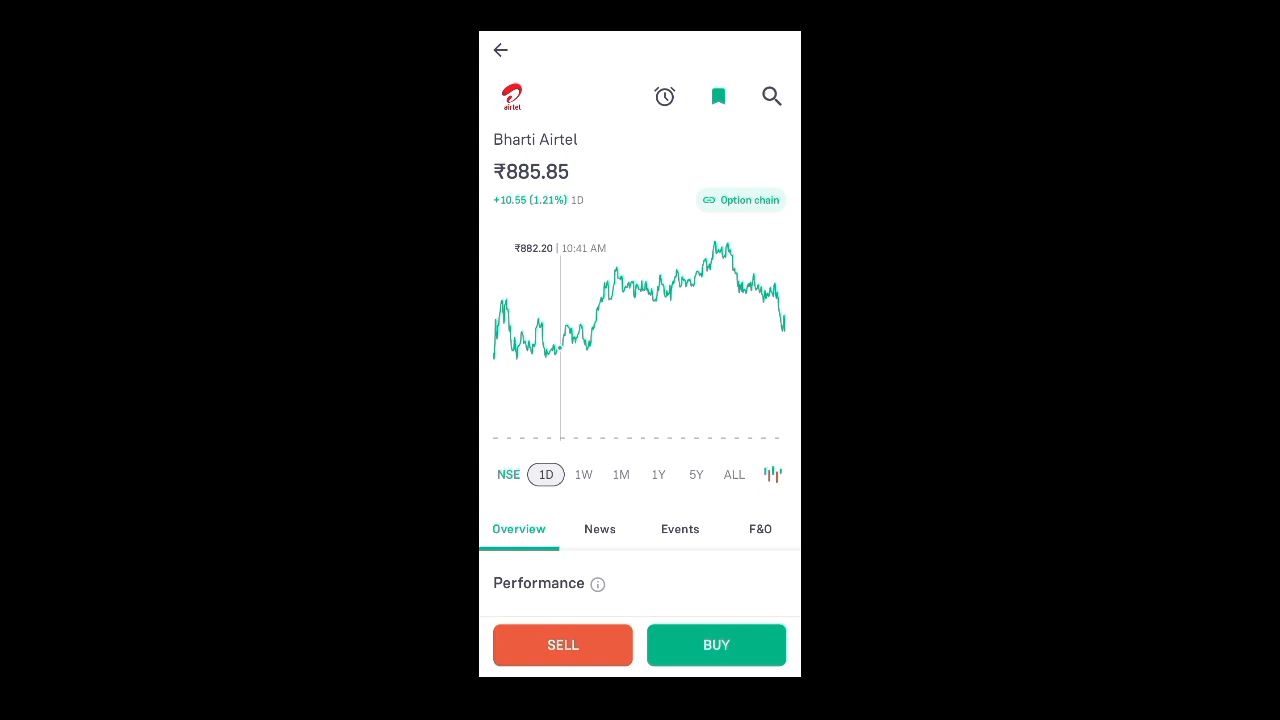 airtel
Bharti Airtel
₹885.85
+10.55 (1.21%) 1D
Option chain
₹882.20 | 10:41 AM
NSE 1D 1W 1M 1Y 5Y ALL
Overview News Events F&O
Performance
SELL BUY